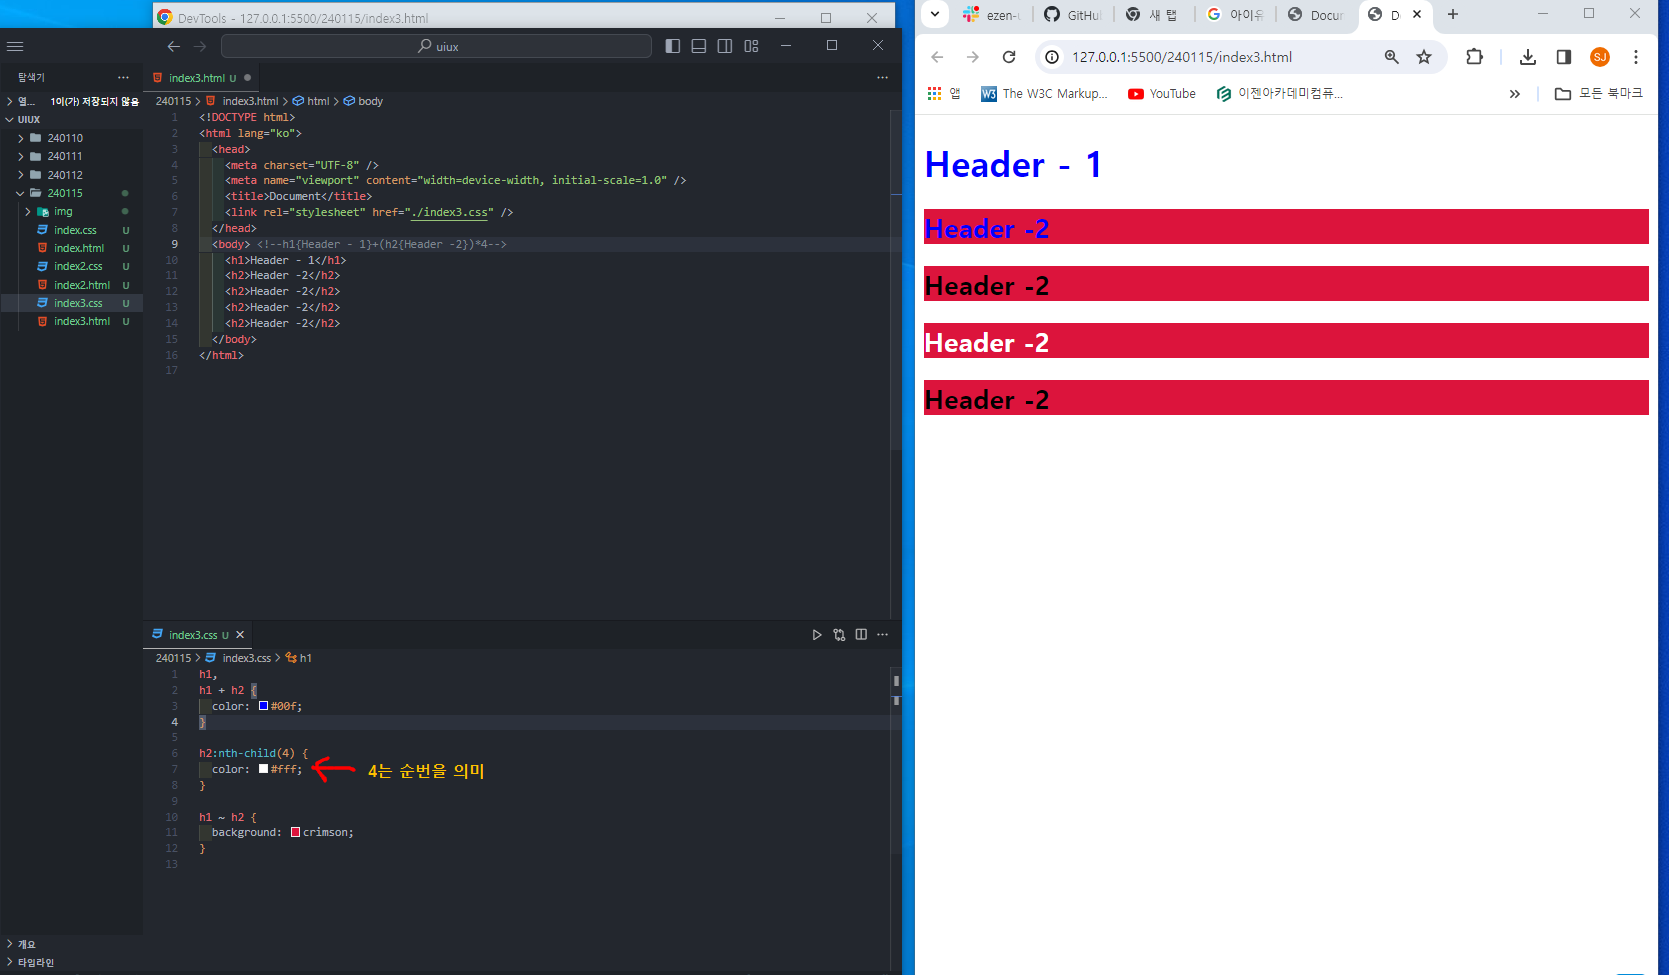 DevTools - 127.0.0.1:5500/240115/index3.html
uiux
탐색기
열... 1이(가) 저장되지 않음
UIUX
240110
240111
240112
240115
img
index.css U
index.html U
index2.css U
index2.html U
index3.css U
index3.html U
개요
타임라인
index3.html U
240115 > index3.html > html > body
1 <!DOCTYPE html>
2 <html lang="ko">
3 <head>
4 <meta charset="UTF-8" />
5 <meta name="viewport" content="width=device-width, initial-scale=1.0" />
6 <title>Document</title>
7 <link rel="stylesheet" href="./index3.css" />
8 </head>
9 <body> <!--h1{Header - 1}+(h2{Header -2})*4-->
10 <h1>Header - 1</h1>
11 <h2>Header -2</h2>
12 <h2>Header -2</h2>
13 <h2>Header -2</h2>
14 <h2>Header -2</h2>
15 </body>
16 </html>
17
index3.css U
240115 > index3.css > h1
1 h1,
2 h1 + h2 {
3 color: #00f;
4 }
5
6 h2:nth-child(4) {
7 color: #fff; 4는 순번을 의미
8 }
9
10 h1 ~ h2 {
11 background: crimson;
12 }
13
ezen-u GitHu 새 탭 아이유 Docur D
127.0.0.1:5500/240115/index3.html SJ
앱 The W3C Markup... YouTube 이젠아카데미컴퓨... » 모든 북마크
Header - 1
Header -2
Header -2
Header -2
Header -2